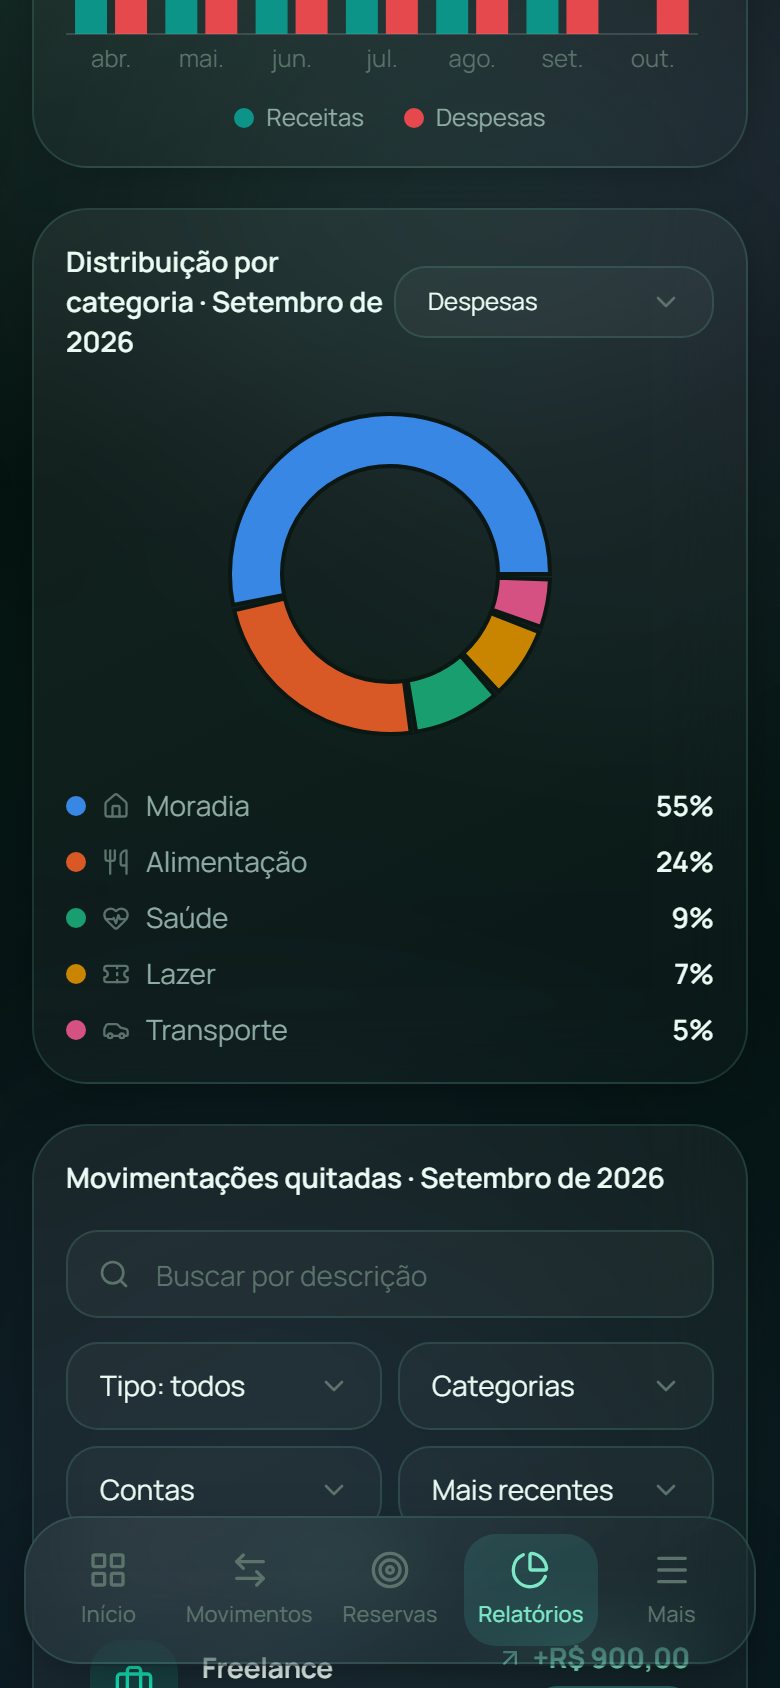 abr. mai. jun. jul. ago. set. out.
Receitas Despesas
Distribuição por
categoria · Setembro de
2026
Despesas
Moradia 55%
Alimentação 24%
Saúde 9%
Lazer 7%
Transporte 5%
Movimentações quitadas · Setembro de 2026
Buscar por descrição
Tipo: todos Categorias
Contas Mais recentes
Início Movimentos Reservas Relatórios Mais
Freelance +R$ 900,00